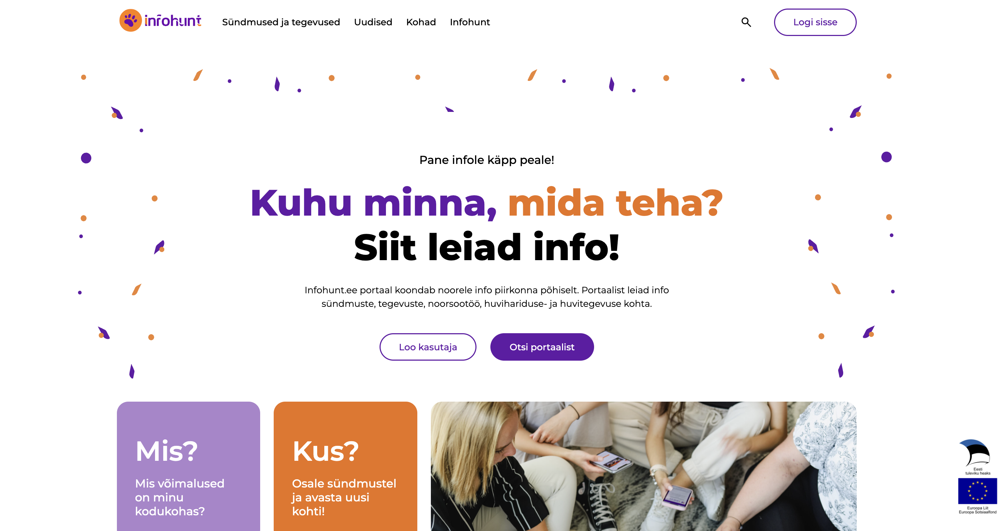 infohunt
Sündmused ja tegevused
Uudised
Kohad
Infohunt
Logi sisse
Pane infole käpp peale!
Kuhu minna, mida teha?
Siit leiad info!
Infohunt.ee portaal koondab noorele info piirkonna põhiselt. Portaalist leiad info
sündmuste, tegevuste, noorsootöö, huvihariduse- ja huvitegevuse kohta.
Loo kasutaja
Otsi portaalist
Mis?
Mis võimalused
on minu
kodukohas?
Kus?
Osale sündmustel
ja avasta uusi
kohti!
Eesti
tuleviku heaks
Euroopa Liit
Euroopa Sotsiaalfond